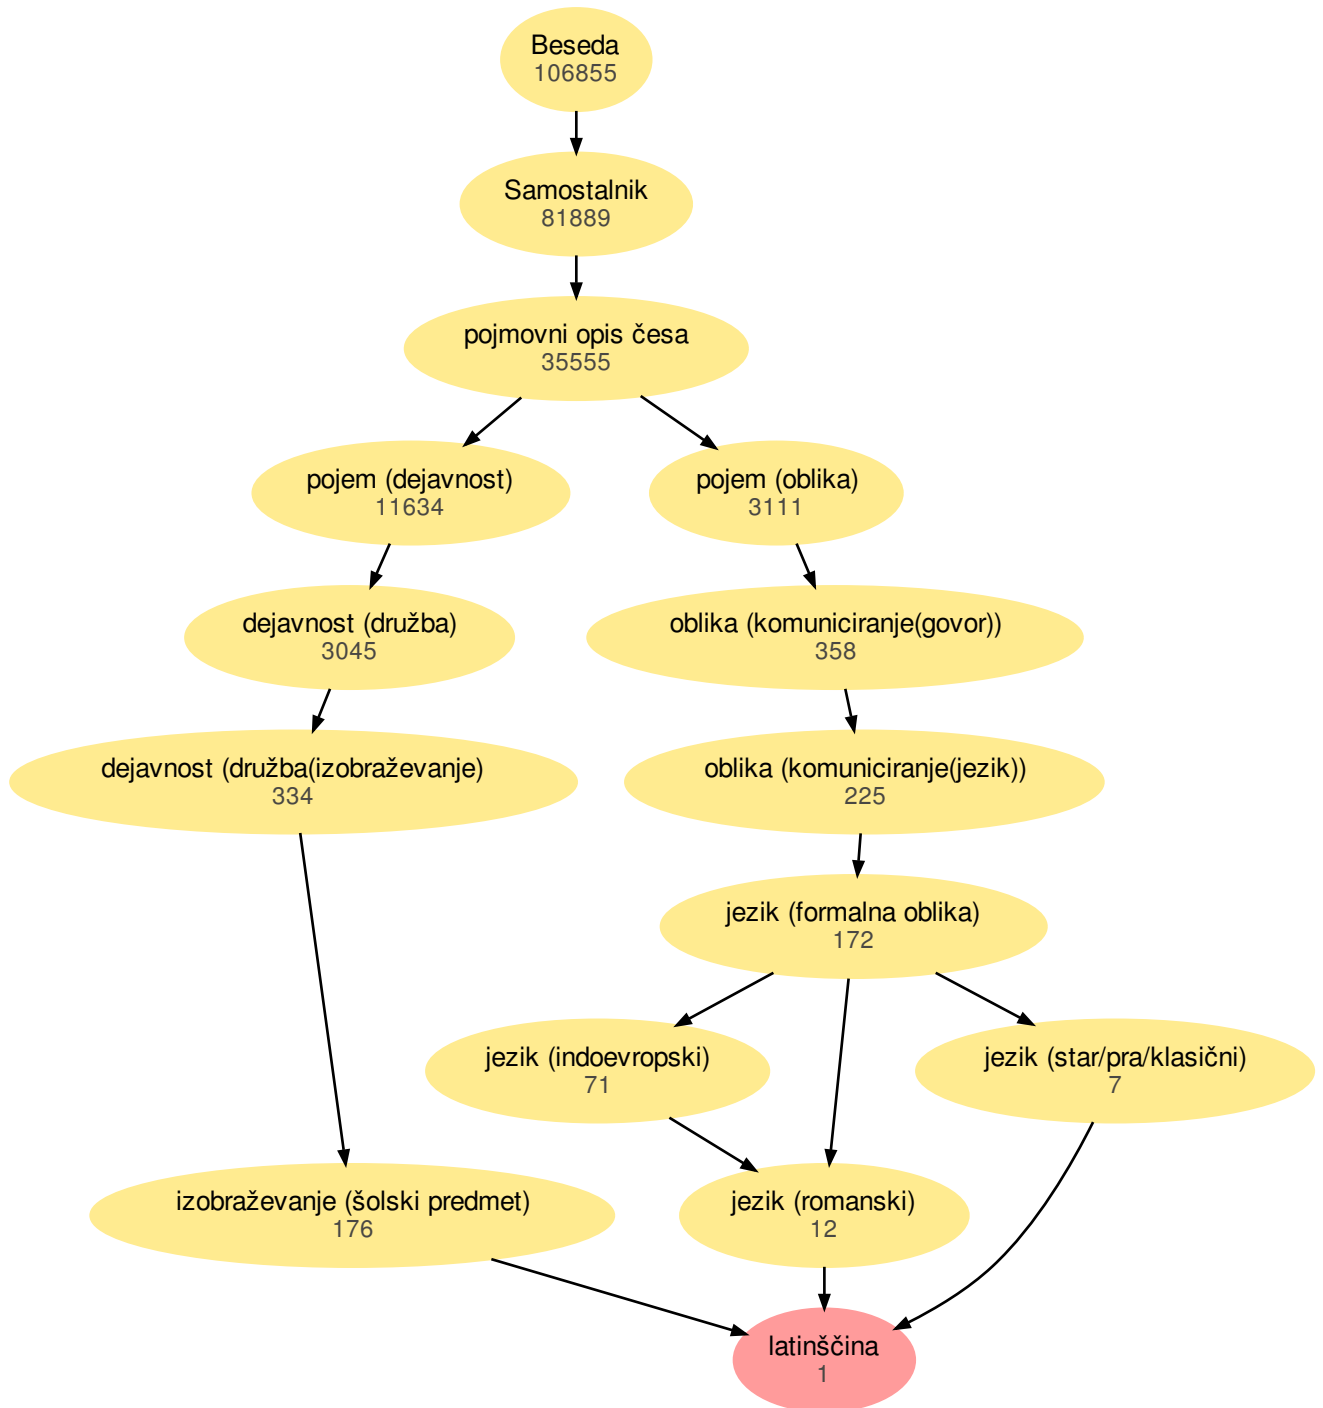 Beseda
106855
Samostalnik
81889
pojmovni opis česa
35555
pojem (dejavnost)
11634
pojem (oblika)
3111
dejavnost (družba)
3045
oblika (komuniciranje(govor))
358
dejavnost (družba(izobraževanje)
334
oblika (komuniciranje(jezik))
225
jezik (formalna oblika)
172
jezik (indoevropski)
71
jezik (star/pra/klasični)
7
izobraževanje (šolski predmet)
176
jezik (romanski)
12
latinščina
1